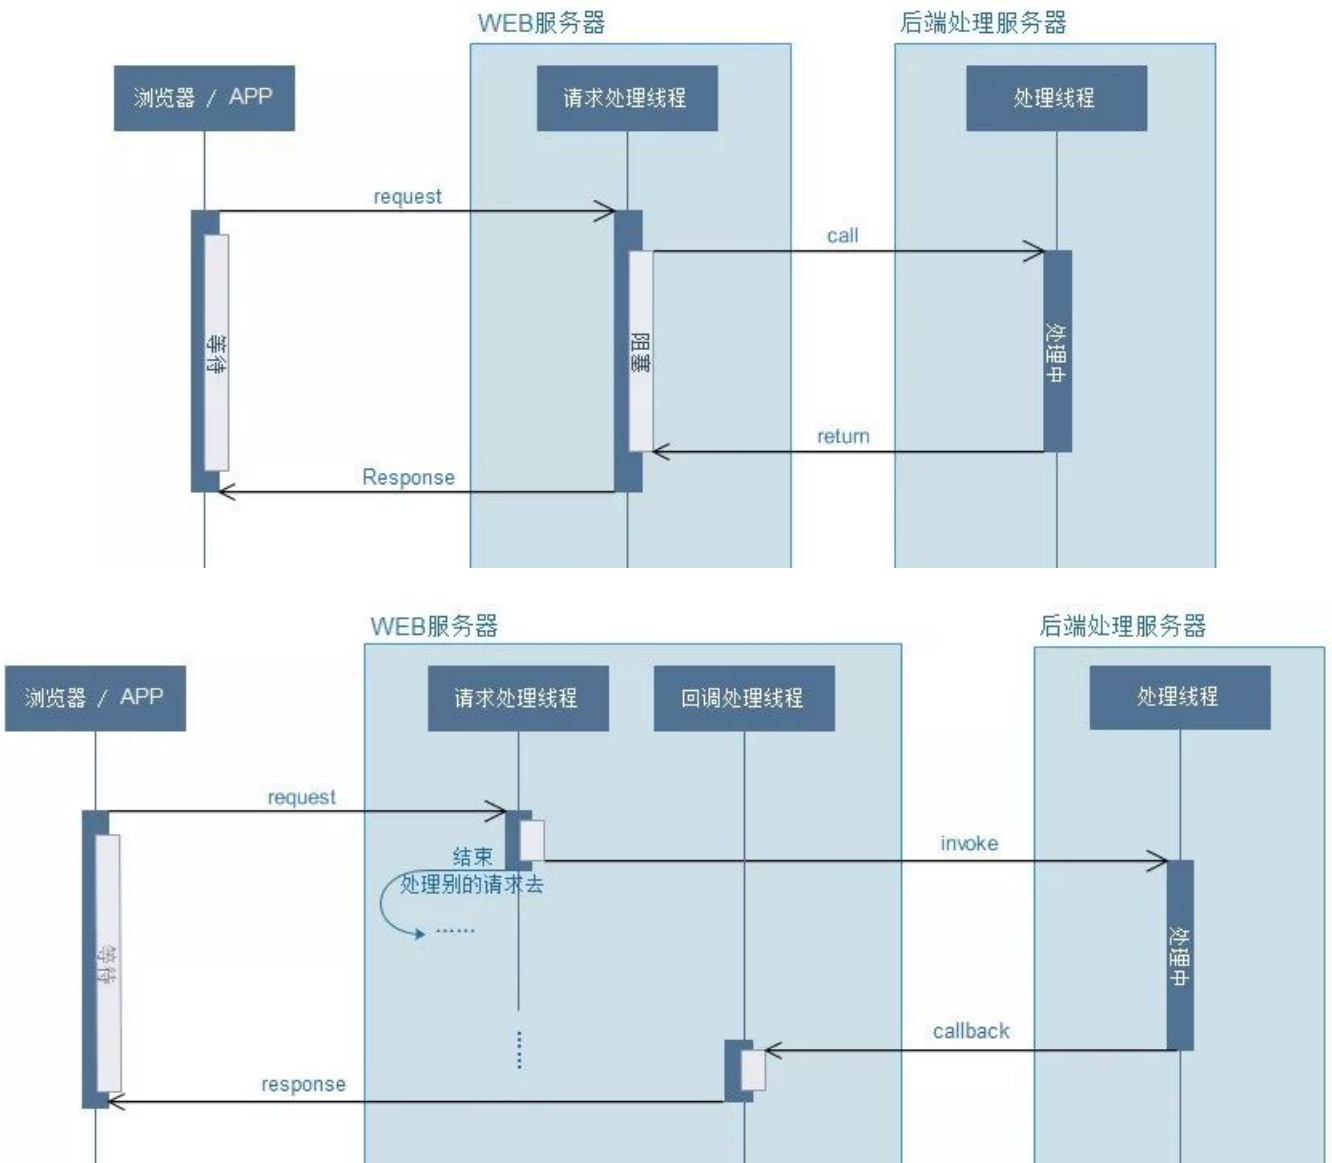 WEB服务器
后端处理服务器
浏览器 / APP
请求处理线程
处理线程
request
call
等待
阻塞
处理中
return
Response
WEB服务器
后端处理服务器
浏览器 / APP
请求处理线程
回调处理线程
处理线程
request
invoke
结束
处理别的请求去
......
等待
处理中
callback
response